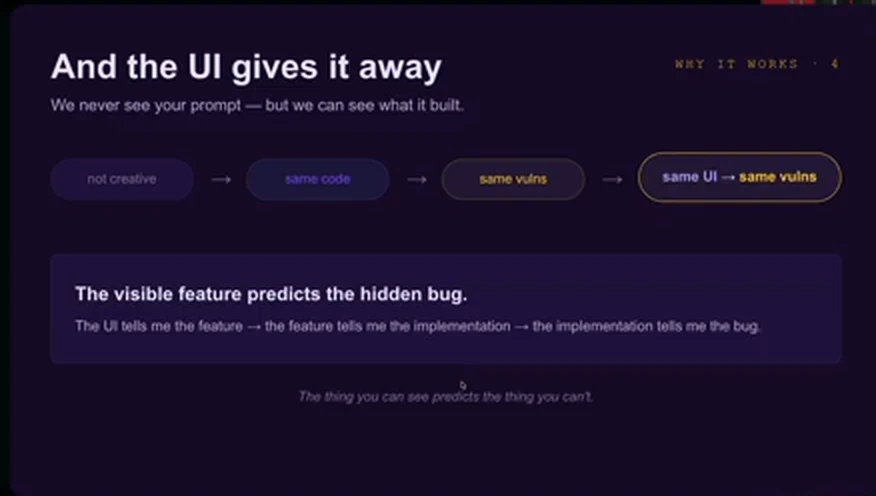 And the UI gives it away
WHY IT WORKS · 4
We never see your prompt — but we can see what it built.
not creative → same code → same vulns → same UI → same vulns
The visible feature predicts the hidden bug.
The UI tells me the feature → the feature tells me the implementation → the implementation tells me the bug.
The thing you can see predicts the thing you can't.